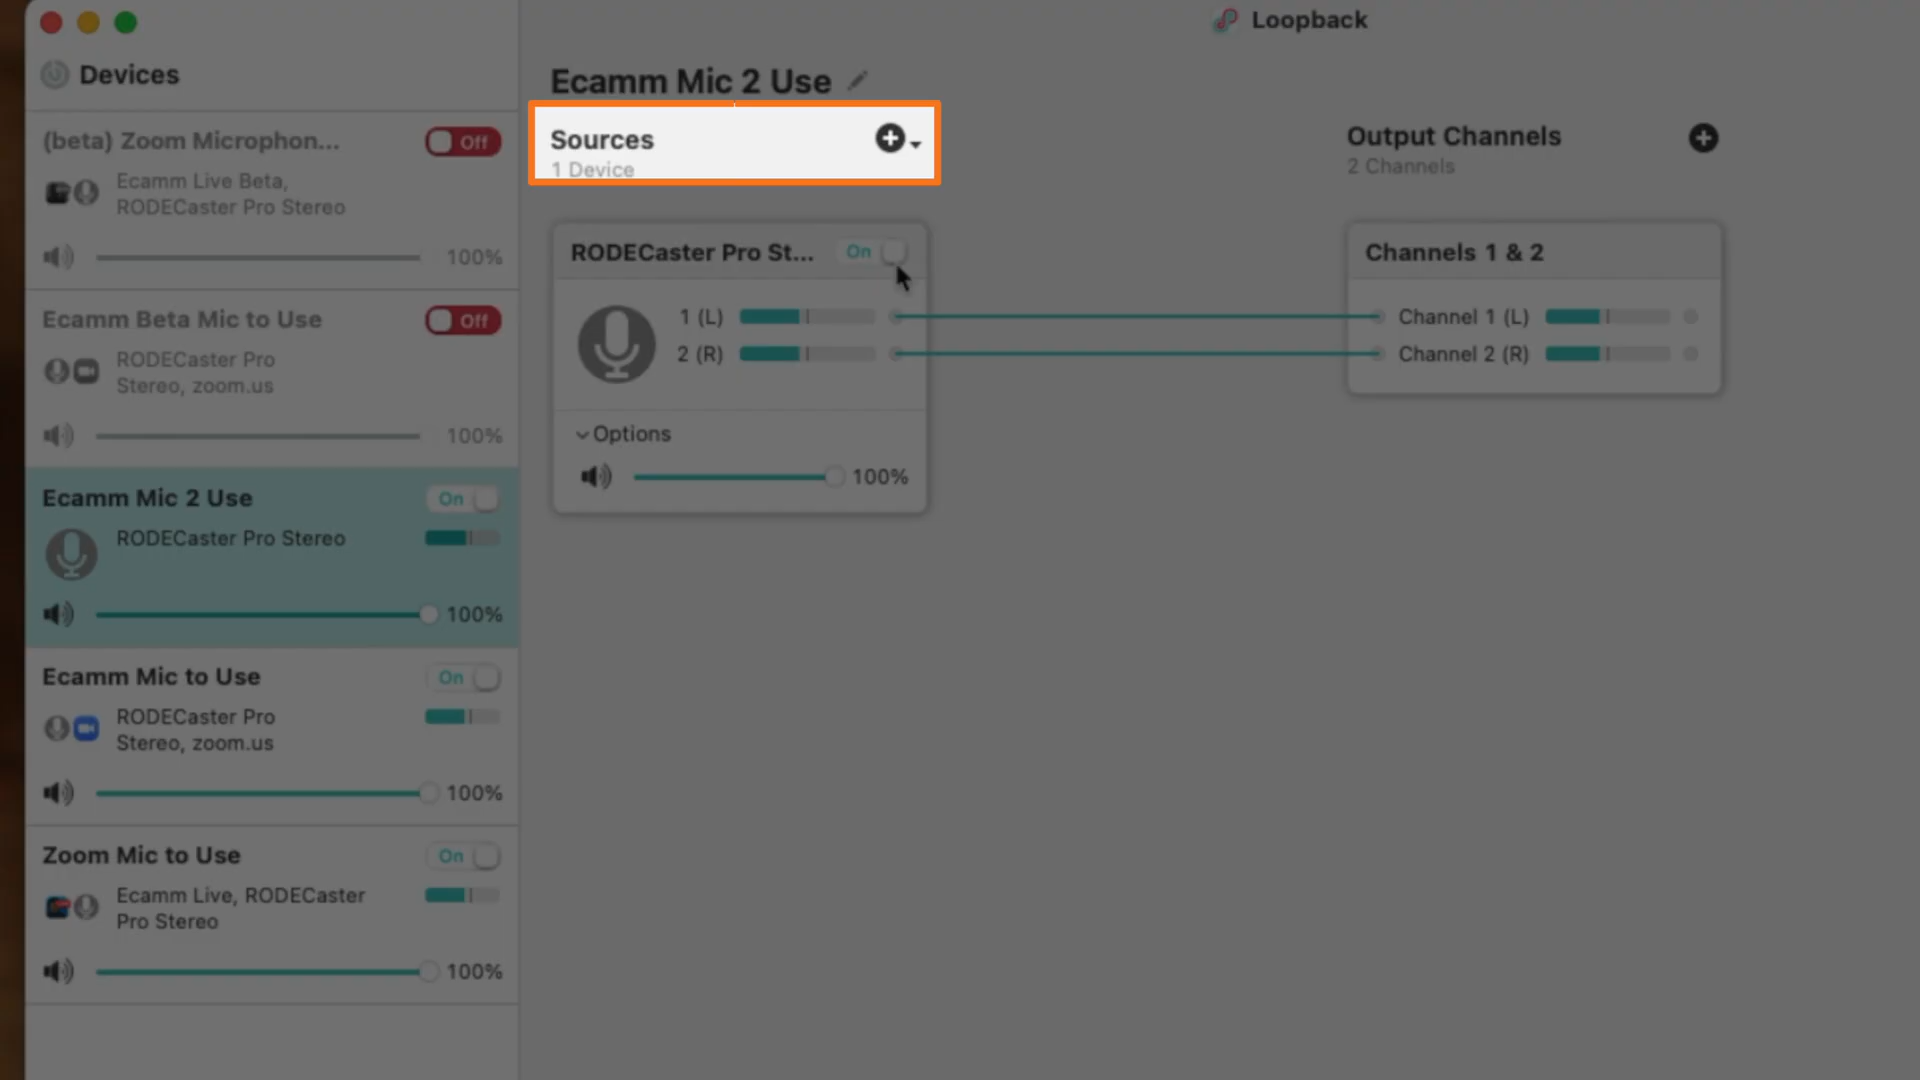 Loopback
Devices
(beta) Zoom Microphon...
Off
Ecamm Live Beta,
RODECaster Pro Stereo
100%
Ecamm Beta Mic to Use
Off
RODECaster Pro
Stereo, zoom.us
100%
Ecamm Mic 2 Use
On
RODECaster Pro Stereo
100%
Ecamm Mic to Use
On
RODECaster Pro
Stereo, zoom.us
100%
Zoom Mic to Use
On
Ecamm Live, RODECaster
Pro Stereo
100%
Ecamm Mic 2 Use
Sources
1 Device
RODECaster Pro St...
On
1 (L)
2 (R)
Options
100%
Output Channels
2 Channels
Channels 1 & 2
Channel 1 (L)
Channel 2 (R)